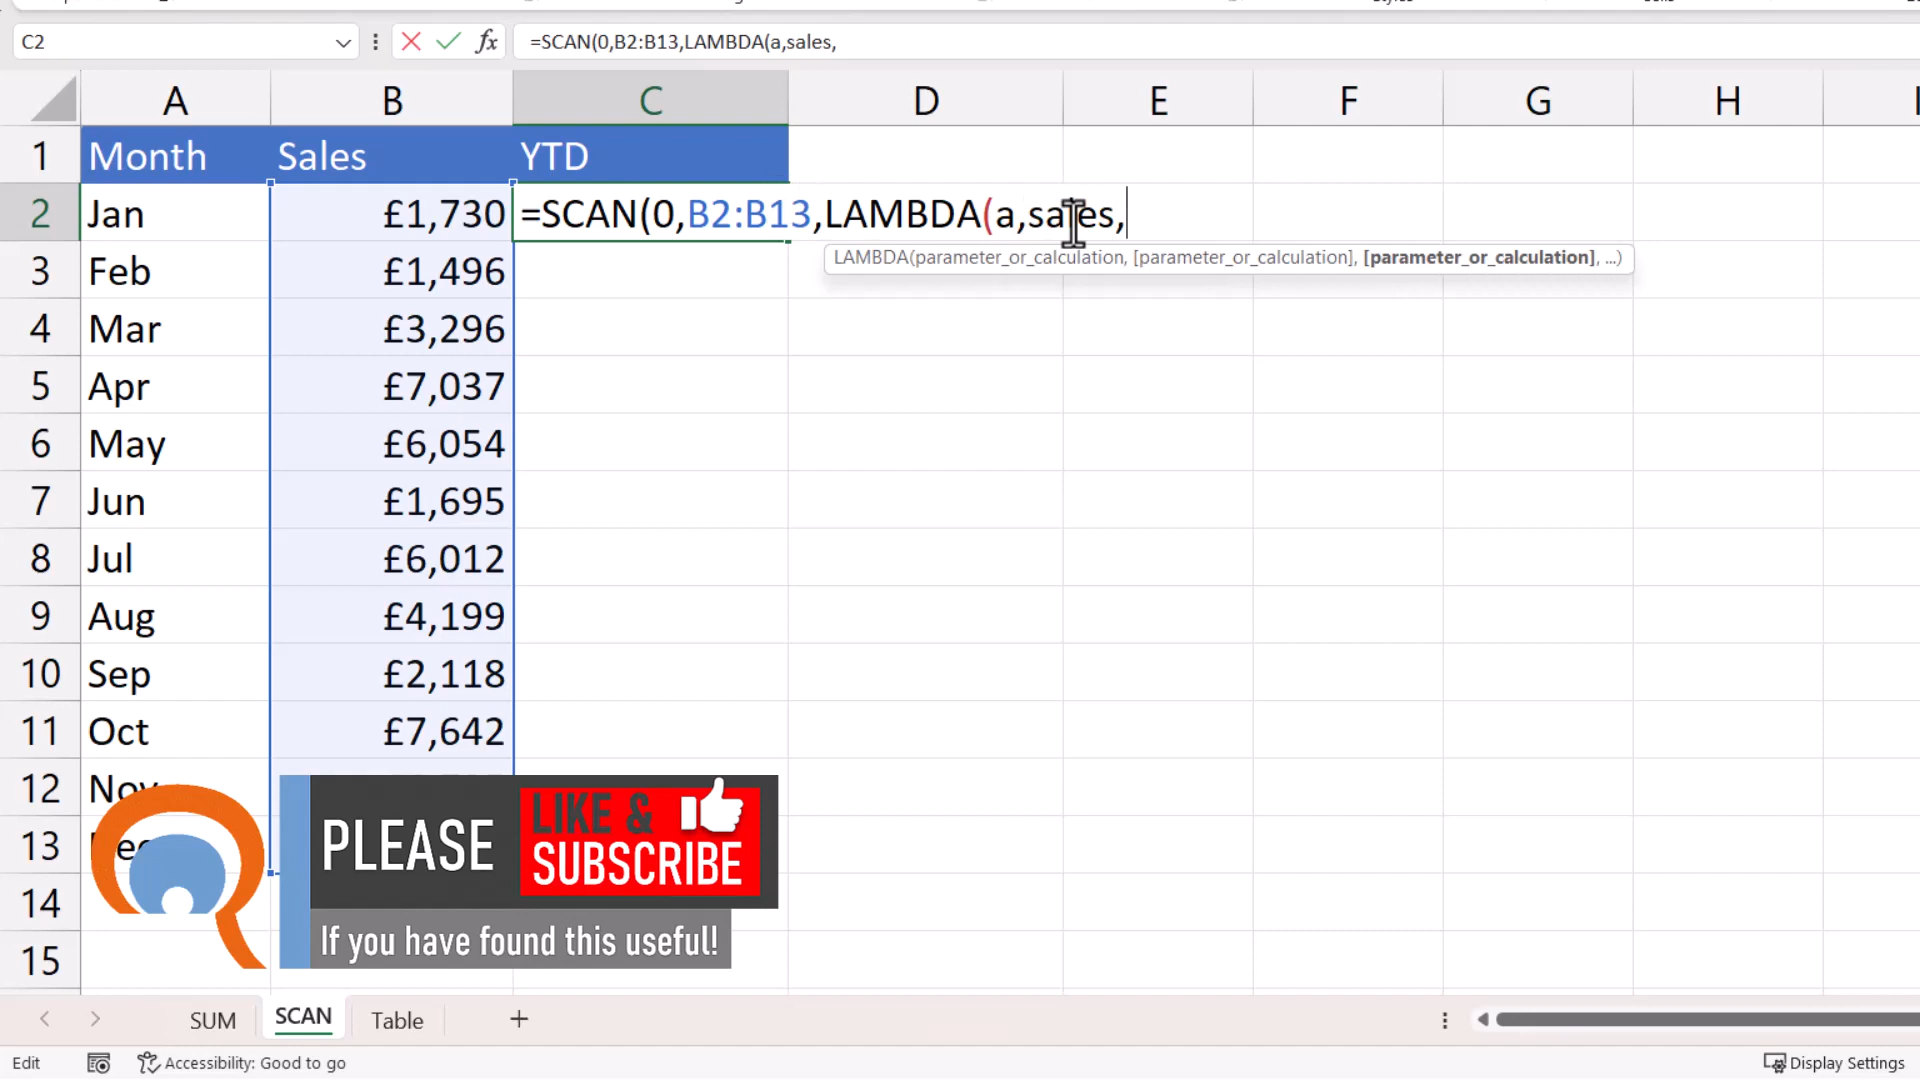 C2 fx =SCAN(0,B2:B13,LAMBDA(a,sales,
A B C D E F G H
1 Month Sales YTD
2 Jan £1,730 =SCAN(0,B2:B13,LAMBDA(a,sales,
LAMBDA(parameter_or_calculation, [parameter_or_calculation], [parameter_or_calculation], ...)
3 Feb £1,496
4 Mar £3,296
5 Apr £7,037
6 May £6,054
7 Jun £1,695
8 Jul £6,012
9 Aug £4,199
10 Sep £2,118
11 Oct £7,642
12 Nov
13
PLEASE LIKE & SUBSCRIBE
If you have found this useful!
14
15
SUM SCAN Table +
Edit Accessibility: Good to go Display Settings